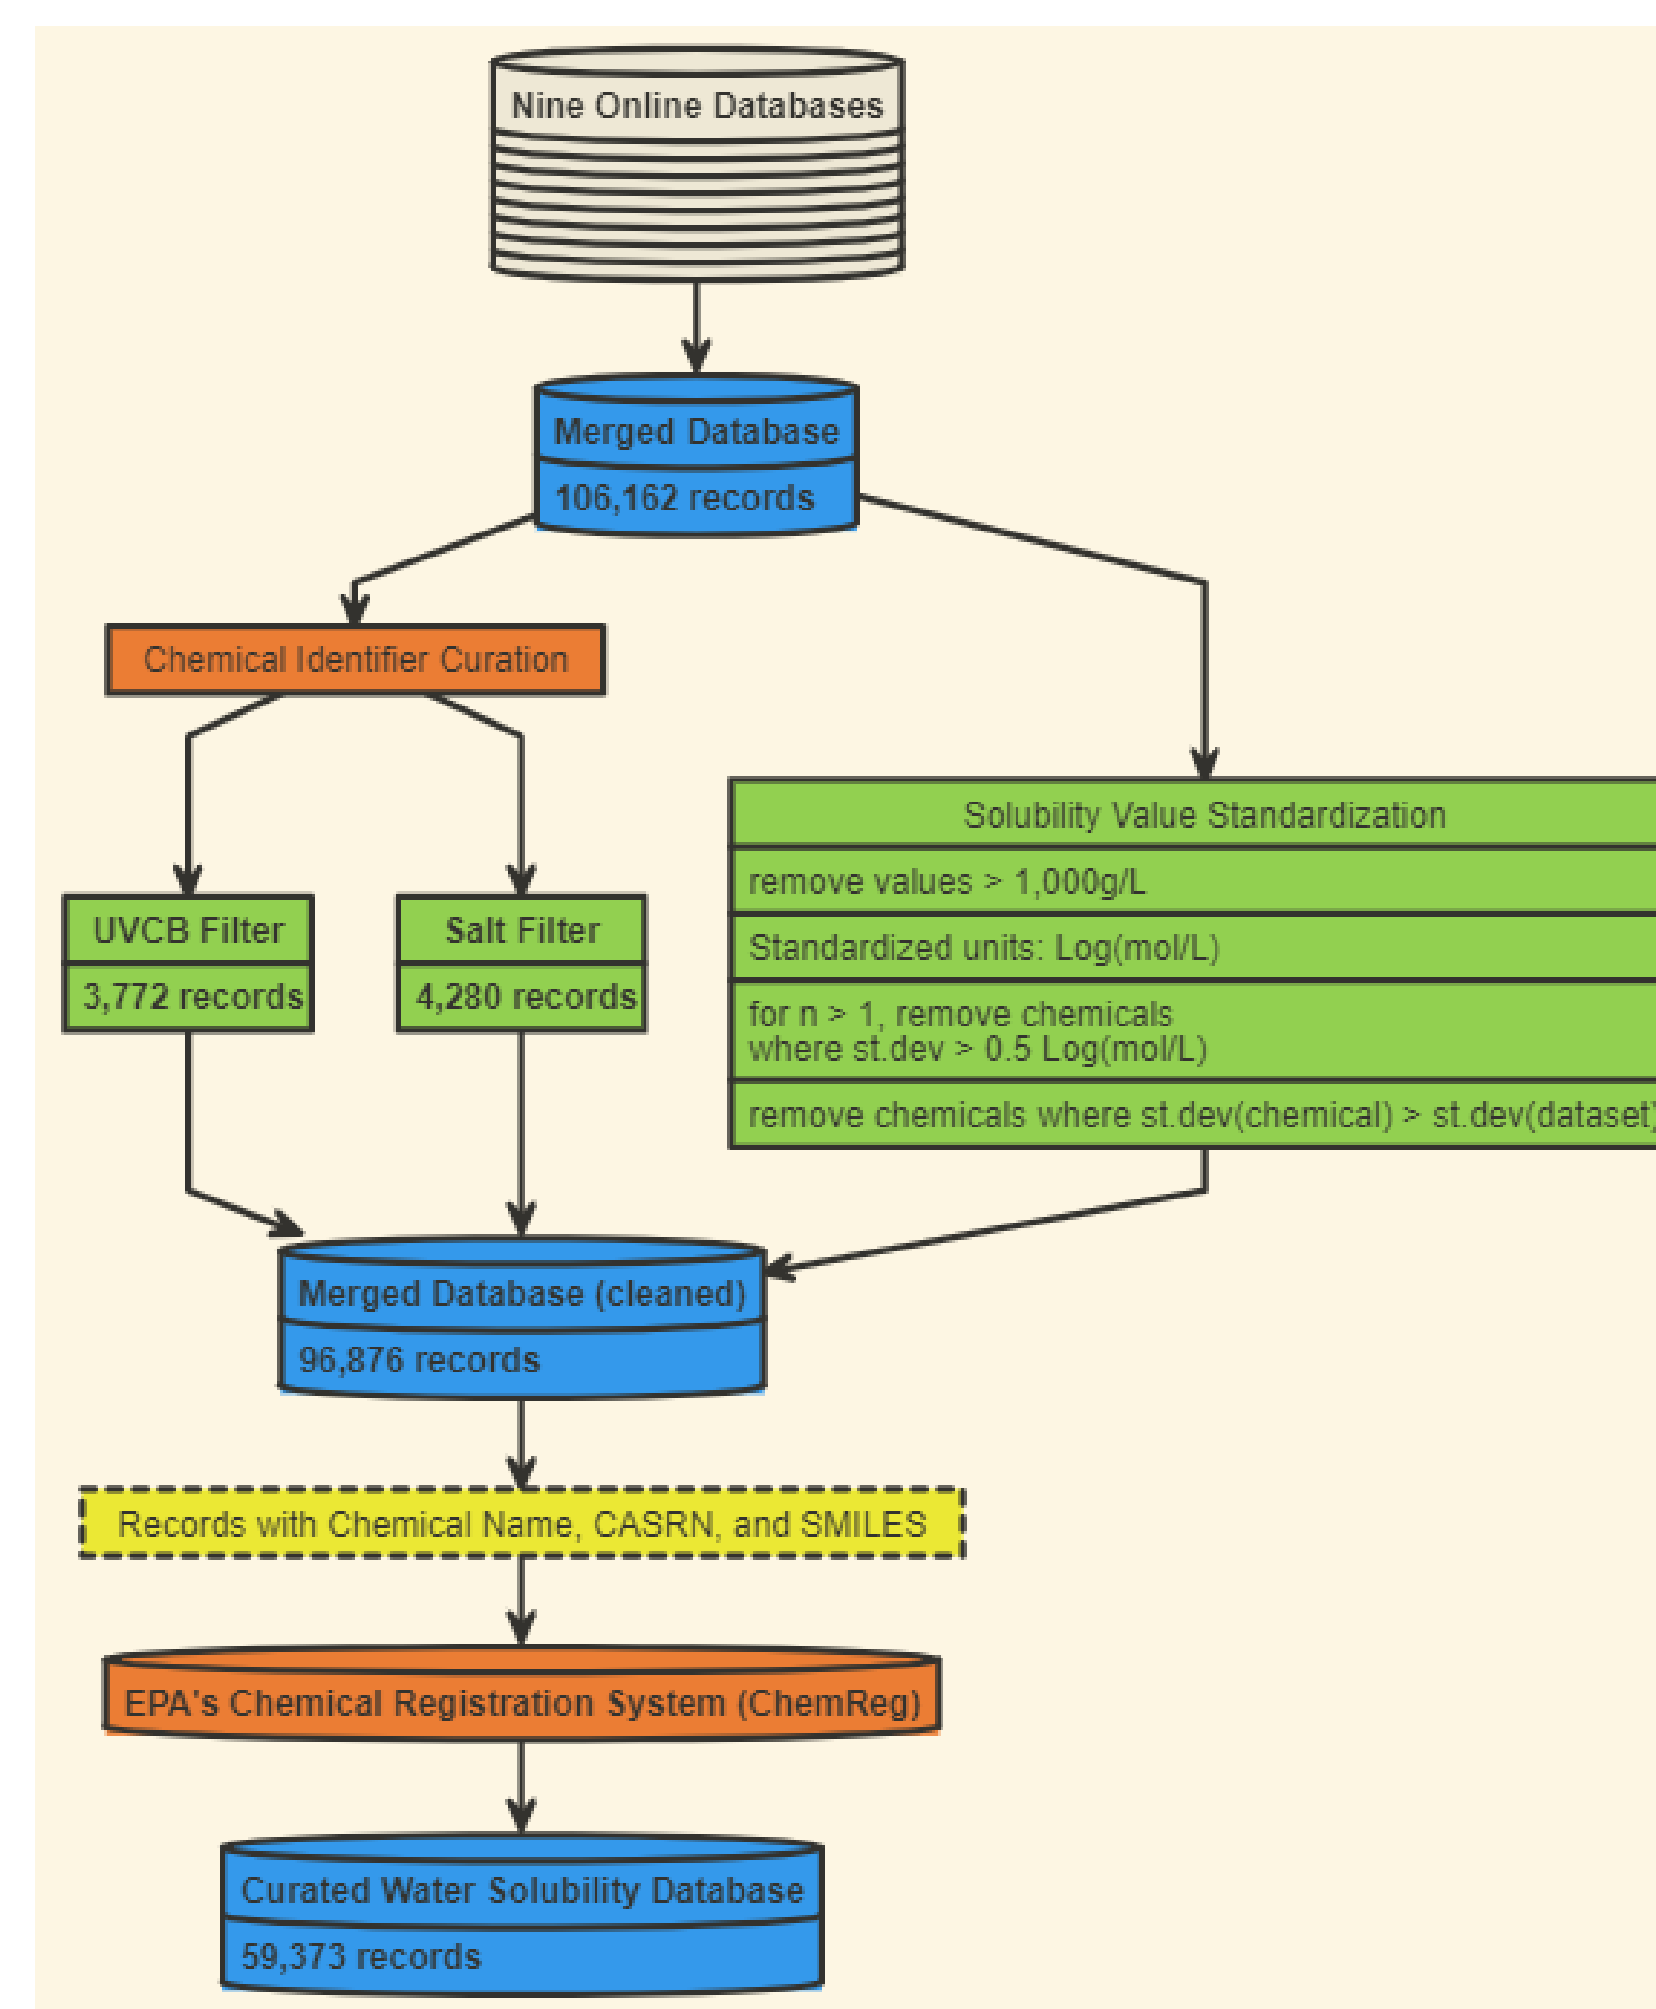 Nine Online Databases
Merged Database
106,162 records
Chemical Identifier Curation
UVCB Filter
3,772 records
Salt Filter
4,280 records
Solubility Value Standardization
remove values > 1,000g/L
Standardized units: Log(mol/L)
for n > 1, remove chemicals
where st.dev > 0.5 Log(mol/L)
remove chemicals where st.dev(chemical) > st.dev(dataset)
Merged Database (cleaned)
96,876 records
Records with Chemical Name, CASRN, and SMILES
EPA's Chemical Registration System (ChemReg)
Curated Water Solubility Database
59,373 records